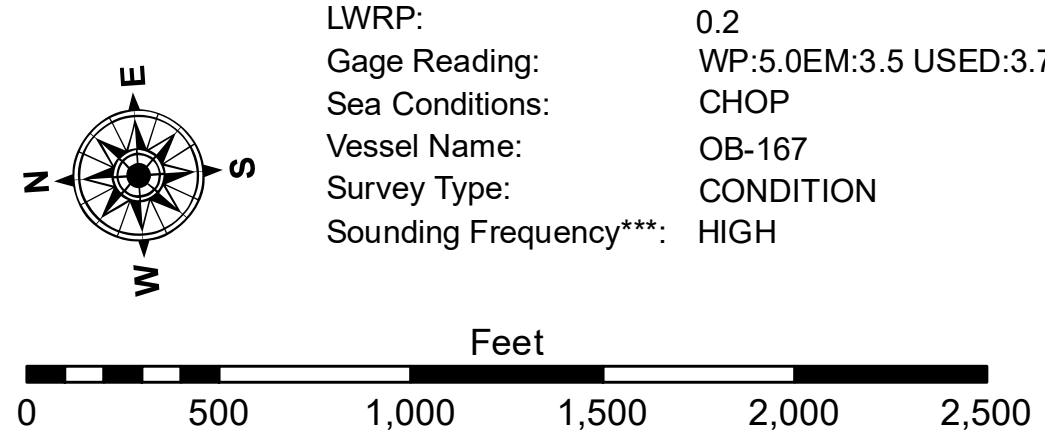 LWRP: 0.2
Gage Reading: WP:5.0EM:3.5 USED:3.7
Sea Conditions: CHOP
Vessel Name: OB-167
Survey Type: CONDITION
Sounding Frequency***: HIGH
E
N
S
W
Feet
0 500 1,000 1,500 2,000 2,500